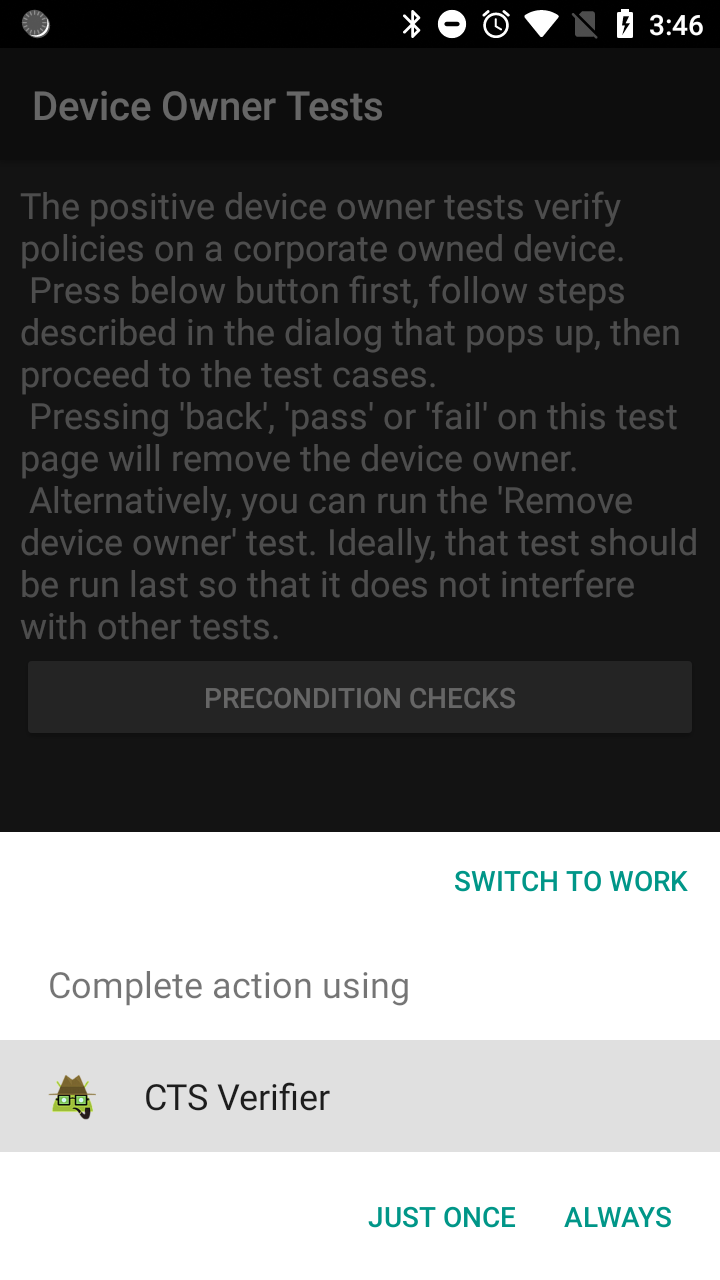 3:46
Device Owner Tests
The positive device owner tests verify
policies on a corporate owned device.
Press below button first, follow steps
described in the dialog that pops up, then
proceed to the test cases.
Pressing 'back', 'pass' or 'fail' on this test
page will remove the device owner.
Alternatively, you can run the 'Remove
device owner' test. Ideally, that test should
be run last so that it does not interfere
with other tests.
PRECONDITION CHECKS
SWITCH TO WORK
Complete action using
CTS Verifier
JUST ONCE ALWAYS